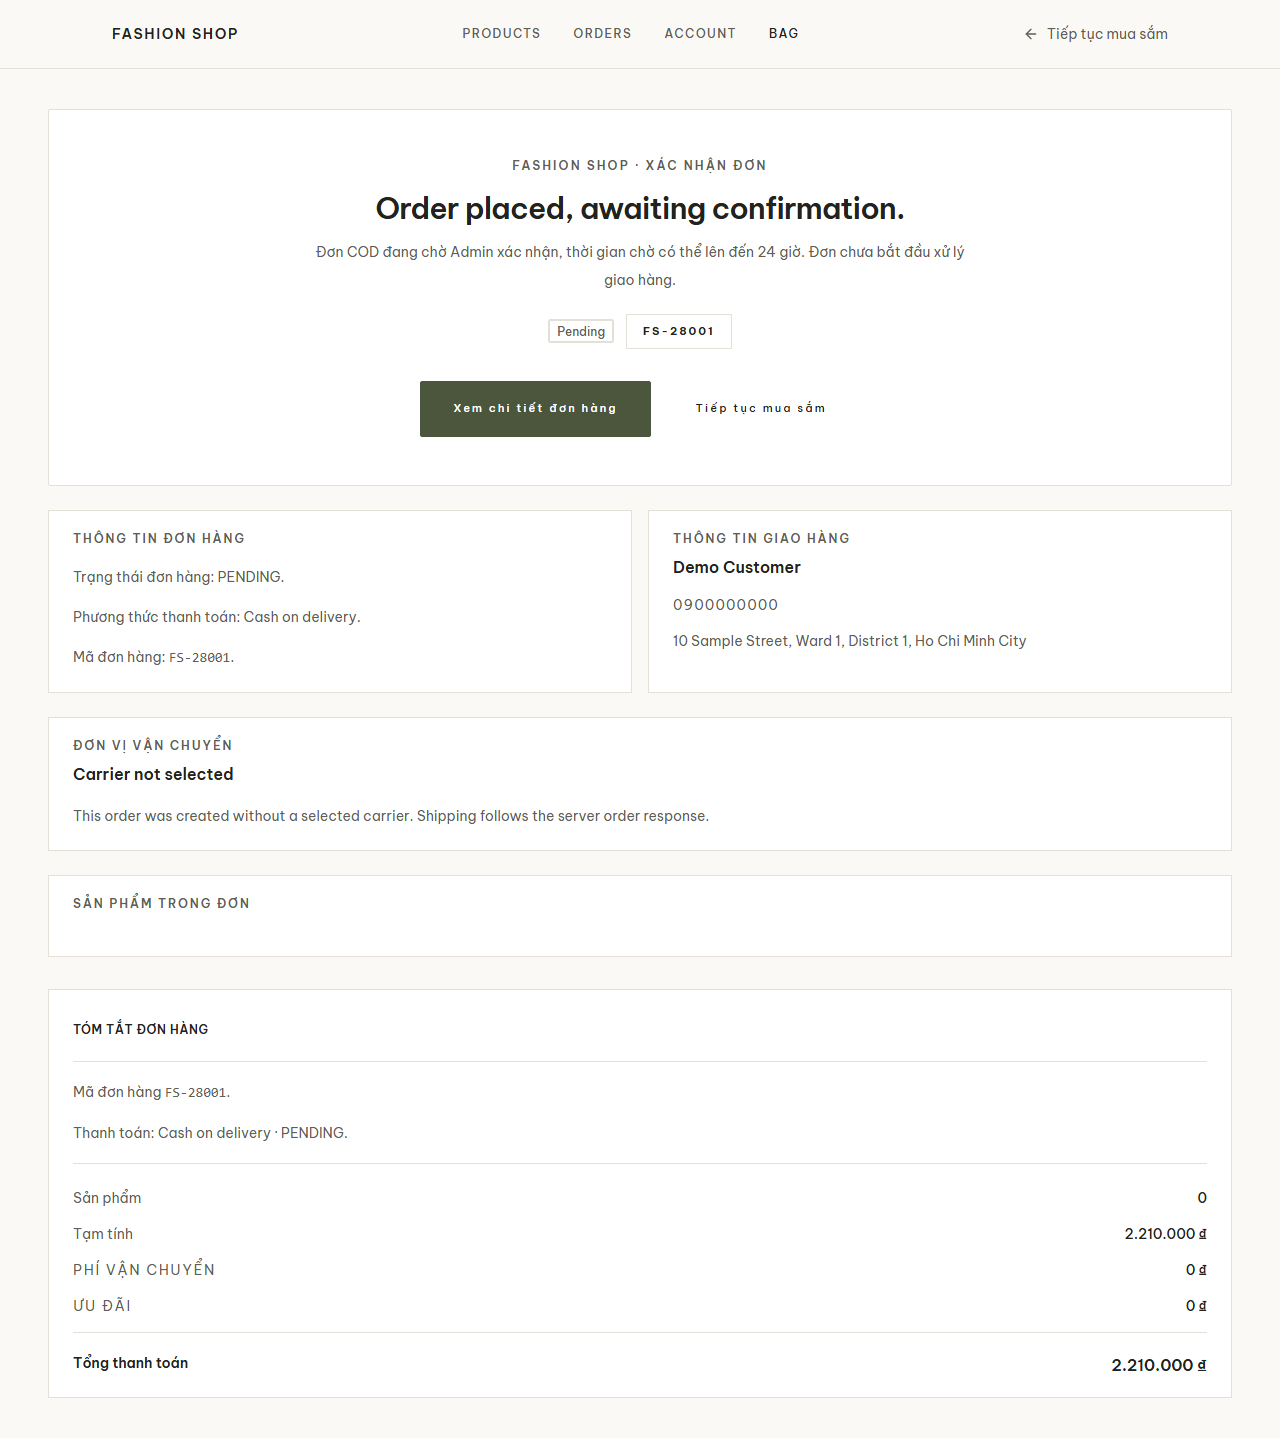 FASHION SHOP
PRODUCTS ORDERS ACCOUNT BAG
← Tiếp tục mua sắm
FASHION SHOP · XÁC NHẬN ĐƠN
Order placed, awaiting confirmation.
Đơn COD đang chờ Admin xác nhận, thời gian chờ có thể lên đến 24 giờ. Đơn chưa bắt đầu xử lý
giao hàng.
Pending FS-28001
Xem chi tiết đơn hàng Tiếp tục mua sắm
THÔNG TIN ĐƠN HÀNG
Trạng thái đơn hàng: PENDING.
Phương thức thanh toán: Cash on delivery.
Mã đơn hàng: FS-28001.
THÔNG TIN GIAO HÀNG
Demo Customer
0900000000
10 Sample Street, Ward 1, District 1, Ho Chi Minh City
ĐƠN VỊ VẬN CHUYỂN
Carrier not selected
This order was created without a selected carrier. Shipping follows the server order response.
SẢN PHẨM TRONG ĐƠN
TÓM TẮT ĐƠN HÀNG
Mã đơn hàng FS-28001.
Thanh toán: Cash on delivery · PENDING.
Sản phẩm 0
Tạm tính 2.210.000 ₫
PHÍ VẬN CHUYỂN 0 ₫
ƯU ĐÃI 0 ₫
Tổng thanh toán 2.210.000 ₫